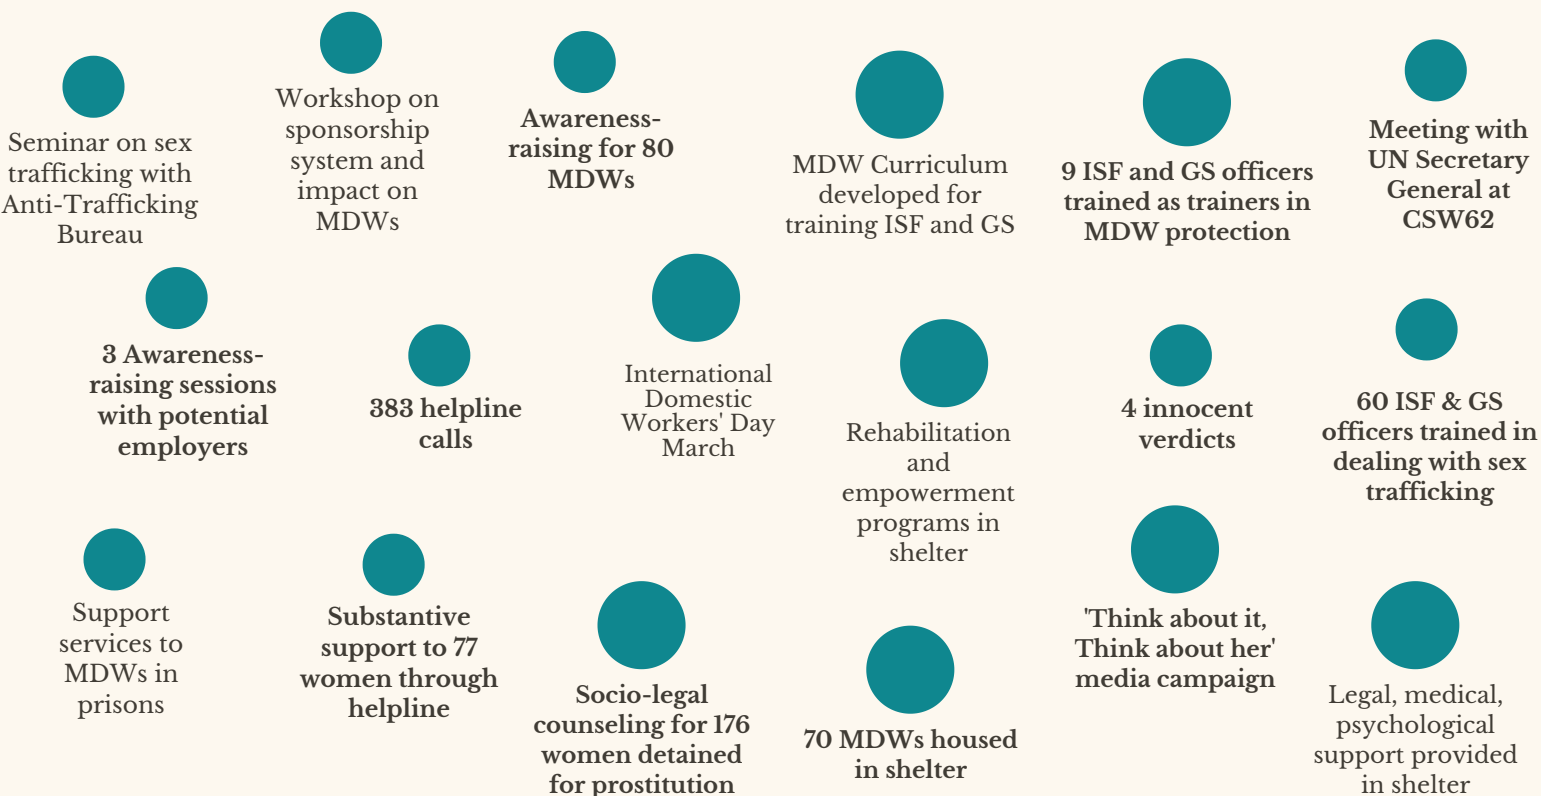 Seminar on sex
trafficking with
Anti-Trafficking
Bureau
Workshop on
sponsorship
system and
impact on
MDWs
Awareness-
raising for 80
MDWs
MDW Curriculum
developed for
training ISF and GS
9 ISF and GS officers
trained as trainers in
MDW protection
Meeting with
UN Secretary
General at
CSW62
3 Awareness-
raising sessions
with potential
employers
383 helpline
calls
International
Domestic
Workers' Day
March
Rehabilitation
and
empowerment
programs in
shelter
4 innocent
verdicts
60 ISF & GS
officers trained in
dealing with sex
trafficking
Support
services to
MDWs in
prisons
Substantive
support to 77
women through
helpline
Socio-legal
counseling for 176
women detained
for prostitution
70 MDWs housed
in shelter
'Think about it,
Think about her'
media campaign
Legal, medical,
psychological
support provided
in shelter